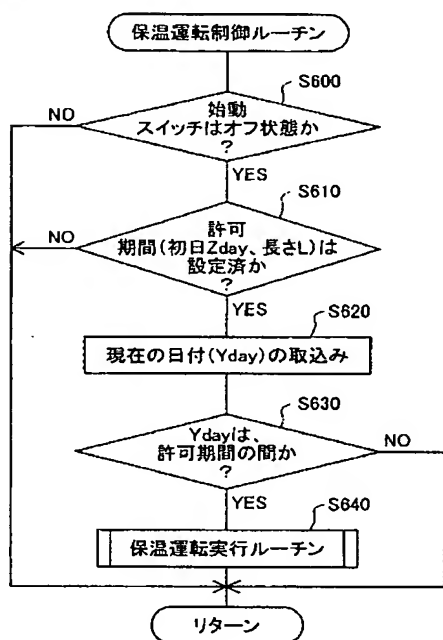 保温運転制御ルーチン
S600
NO
始動
スイッチはオフ状態か
?
YES
S610
NO
許可
期間(初日Zday、長さL)は
設定済か
?
YES
S620
現在の日付(Yday)の取込み
S630
Ydayは、
許可期間の間か
?
NO
YES
S640
保温運転実行ルーチン
リターン